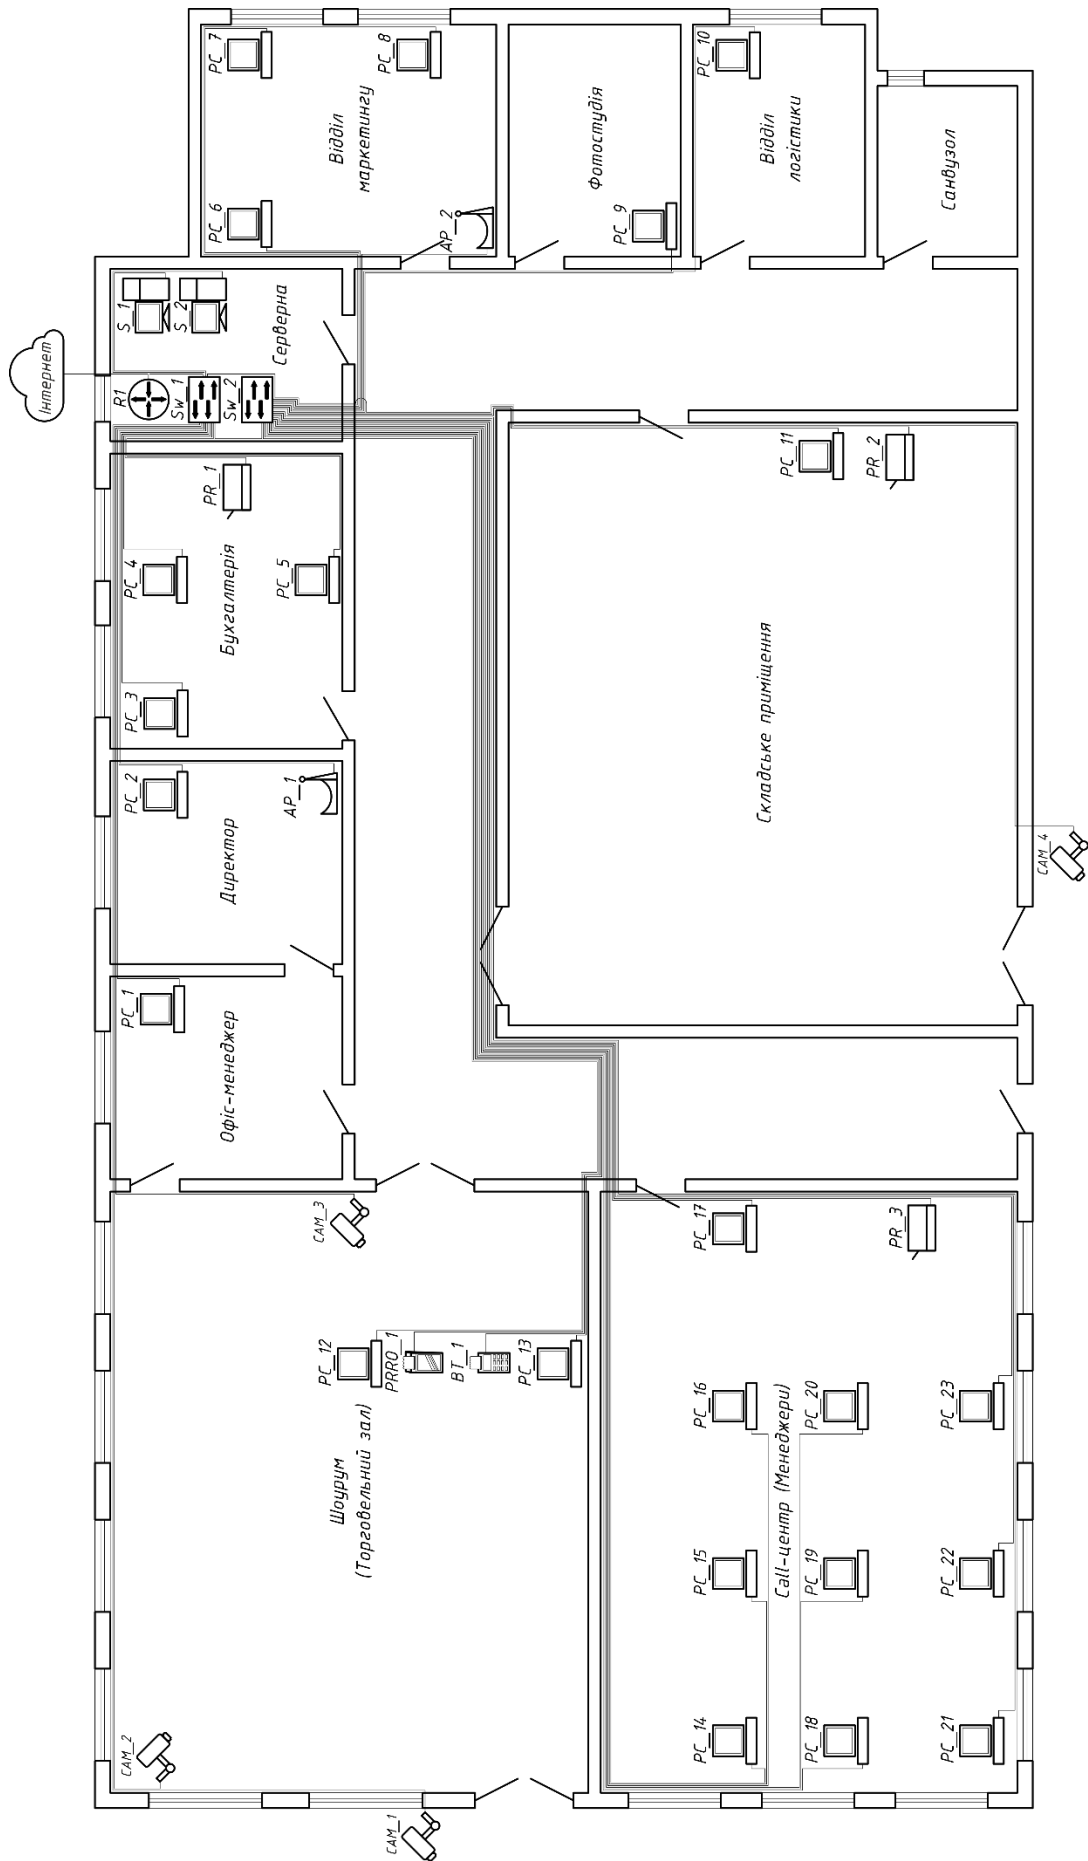 Інтернет
R1
Sw_1
Sw_2
S_1
S_2
Серверна
CAM_2
CAM_1
CAM_3
Шоурум
(Торговельний зал)
PC_12
PRRO_1
BT_1
PC_13
PC_1
Офіс-менеджер
PC_2
Директор
AP_1
PC_3
PC_4
Бухгалтерія
PR_1
PC_5
PC_6
PC_7
Відділ
маркетингу
PC_8
AP_2
Фотостудія
PC_9
PC_10
Відділ
логістики
Санвузол
PC_14
PC_15
PC_16
PC_17
Call-центр (Менеджери)
PC_18
PC_19
PC_20
PR_3
PC_21
PC_22
PC_23
Складське приміщення
PC_11
PR_2
CAM_4